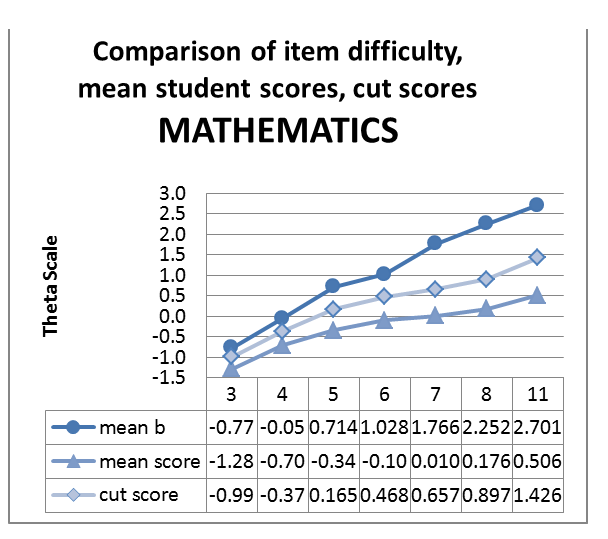 Comparison of item difficulty,
mean student scores, cut scores
MATHEMATICS
Theta Scale
3.0
2.5
2.0
1.5
1.0
0.5
0.0
-0.5
-1.0
-1.5
3 4 5 6 7 8 11
mean b -0.77 -0.05 0.714 1.028 1.766 2.252 2.701
mean score -1.28 -0.70 -0.34 -0.10 0.010 0.176 0.506
cut score -0.99 -0.37 0.165 0.468 0.657 0.897 1.426